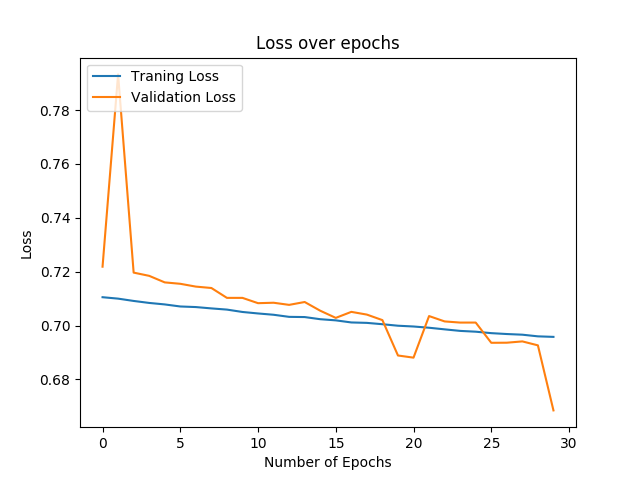 Loss over epochs
Traning Loss
Validation Loss
0.78
0.76
0.74
0.72
0.70
0.68
Loss
0 5 10 15 20 25 30
Number of Epochs